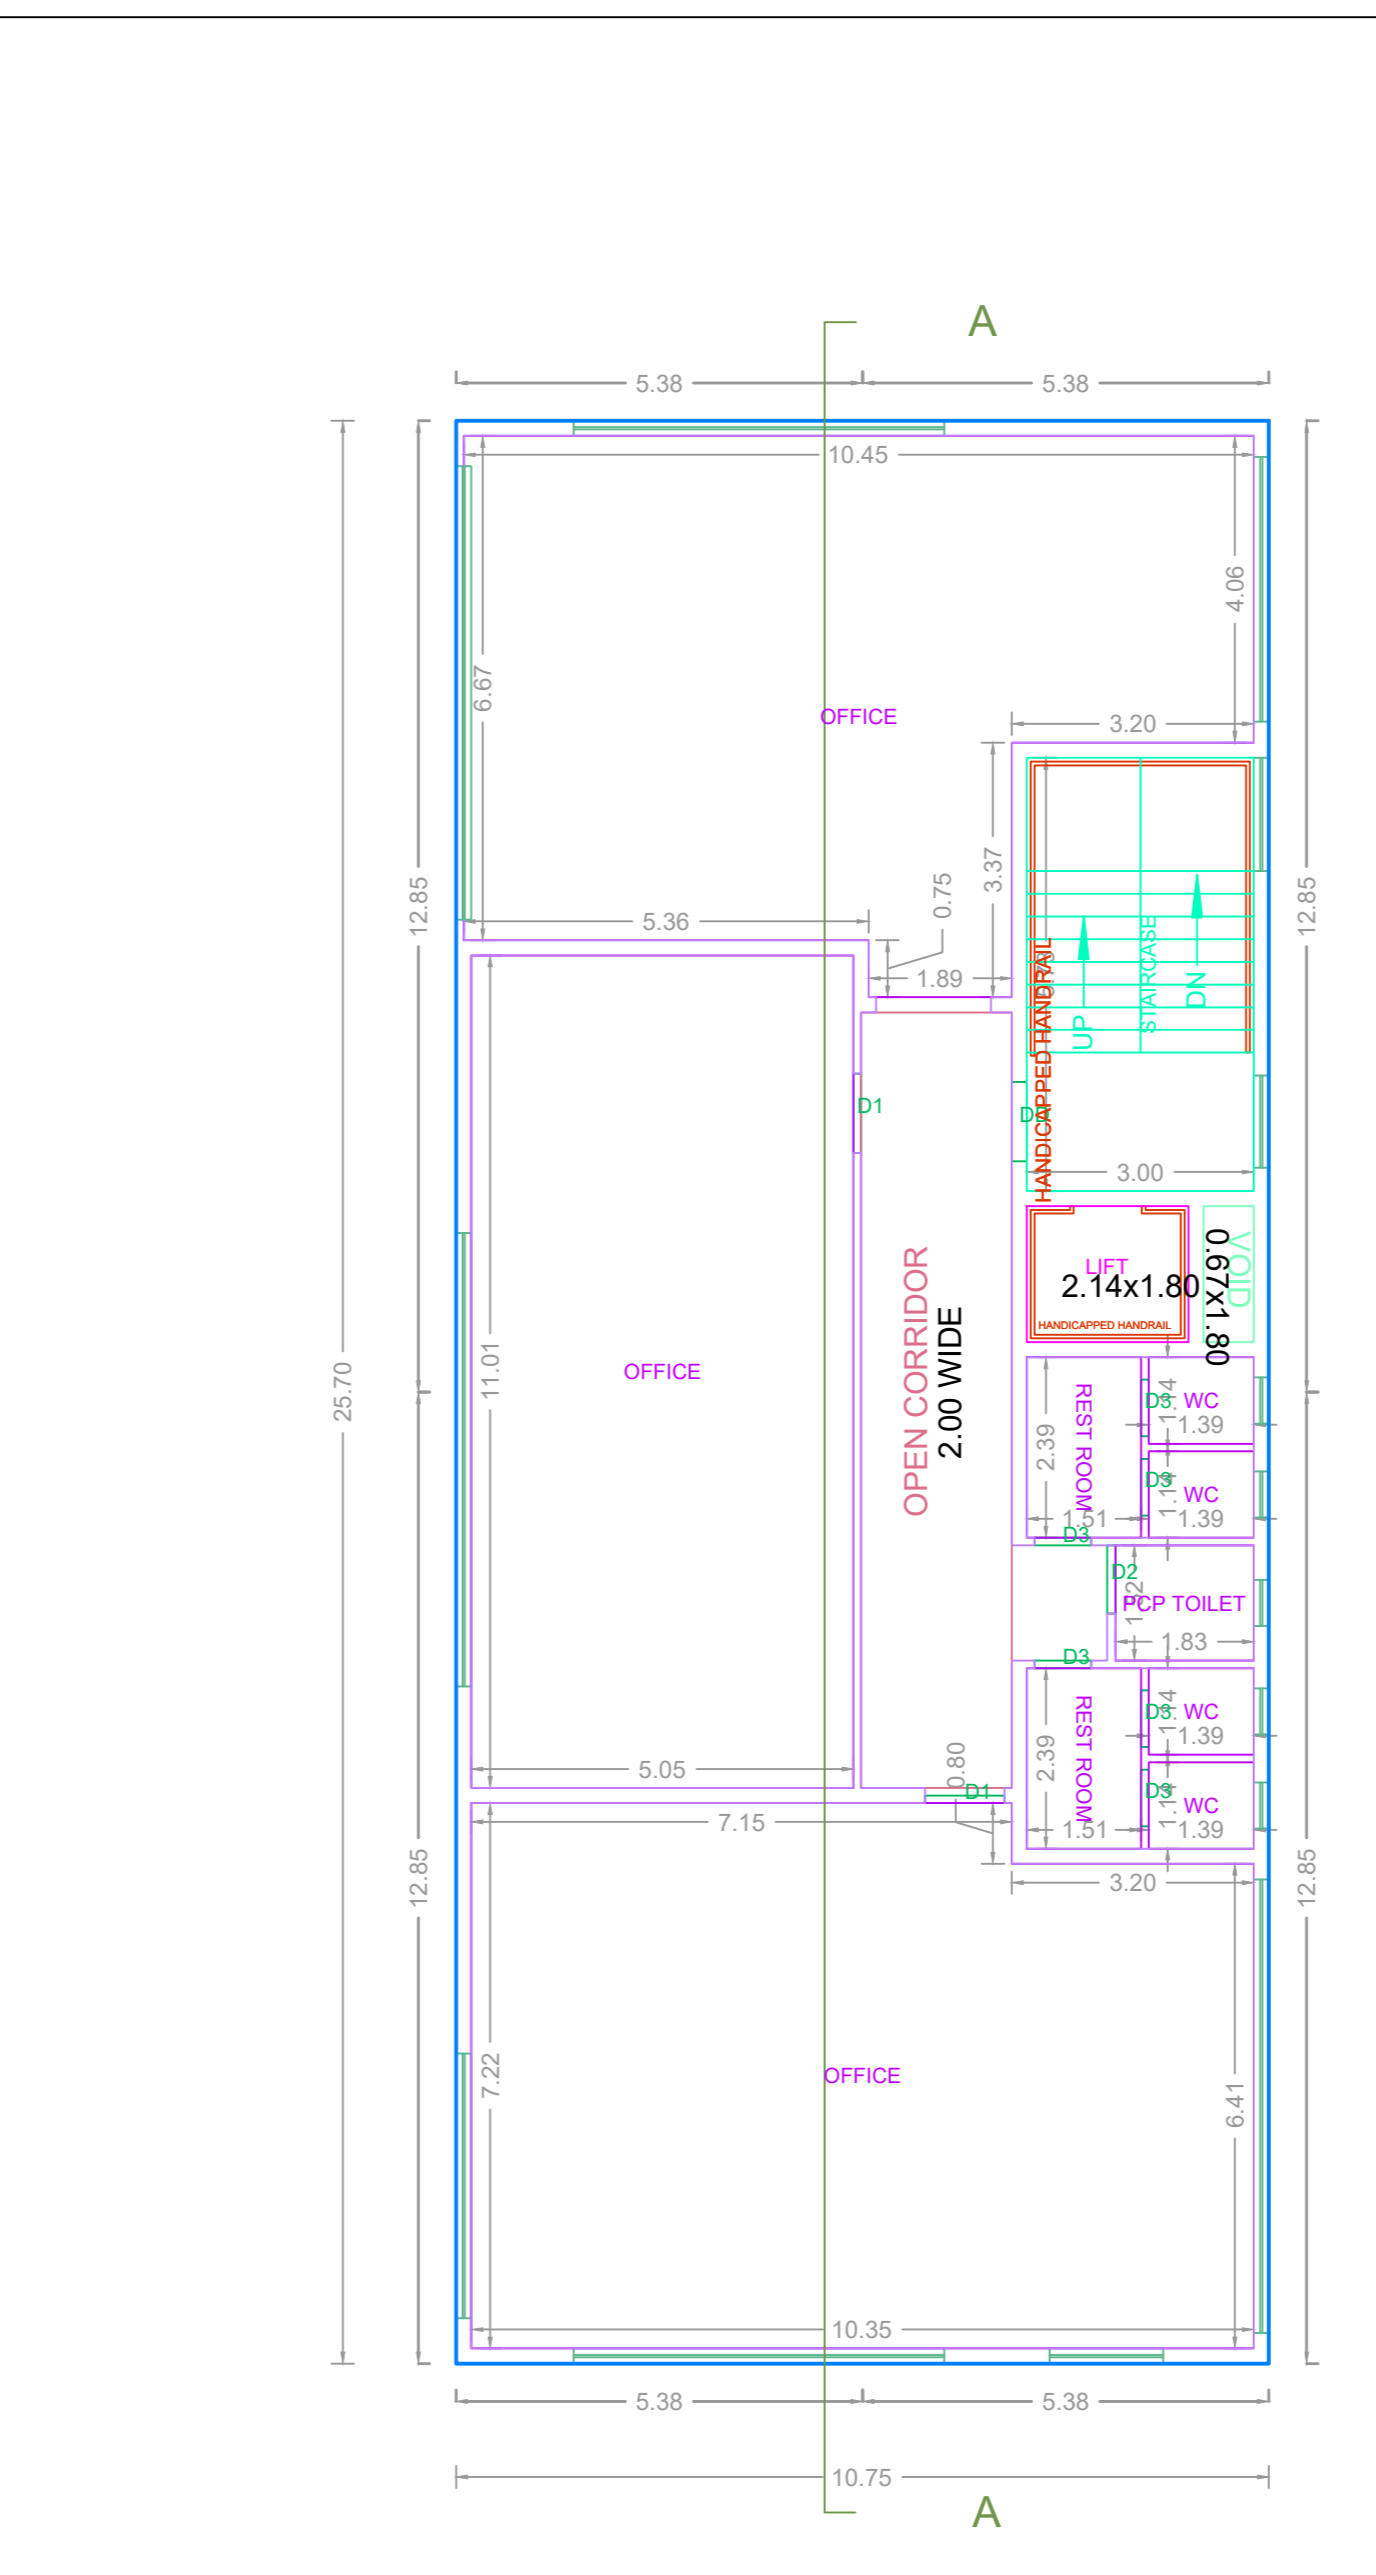 A
5.38
5.38
10.45
4.06
6.67
OFFICE
3.20
3.37
0.75
12.85
12.85
5.36
1.89
STAIRCASE
DN
UP
HANDICAPPED HANDRAIL
D1
3.00
LIFT
2.14x1.80
HANDICAPPED HANDRAIL
VOID
0.67x1.80
OPEN CORRIDOR
2.00 WIDE
11.01
25.70
OFFICE
REST ROOM
2.39
1.51
D3
WC
1.39
D3
WC
1.39
D3
D2
PCP TOILET
1.83
D3
REST ROOM
2.39
1.51
D3
WC
1.39
D3
WC
1.39
5.05
0.80
D1
7.15
3.20
12.85
12.85
7.22
6.41
OFFICE
10.35
5.38
5.38
10.75
A